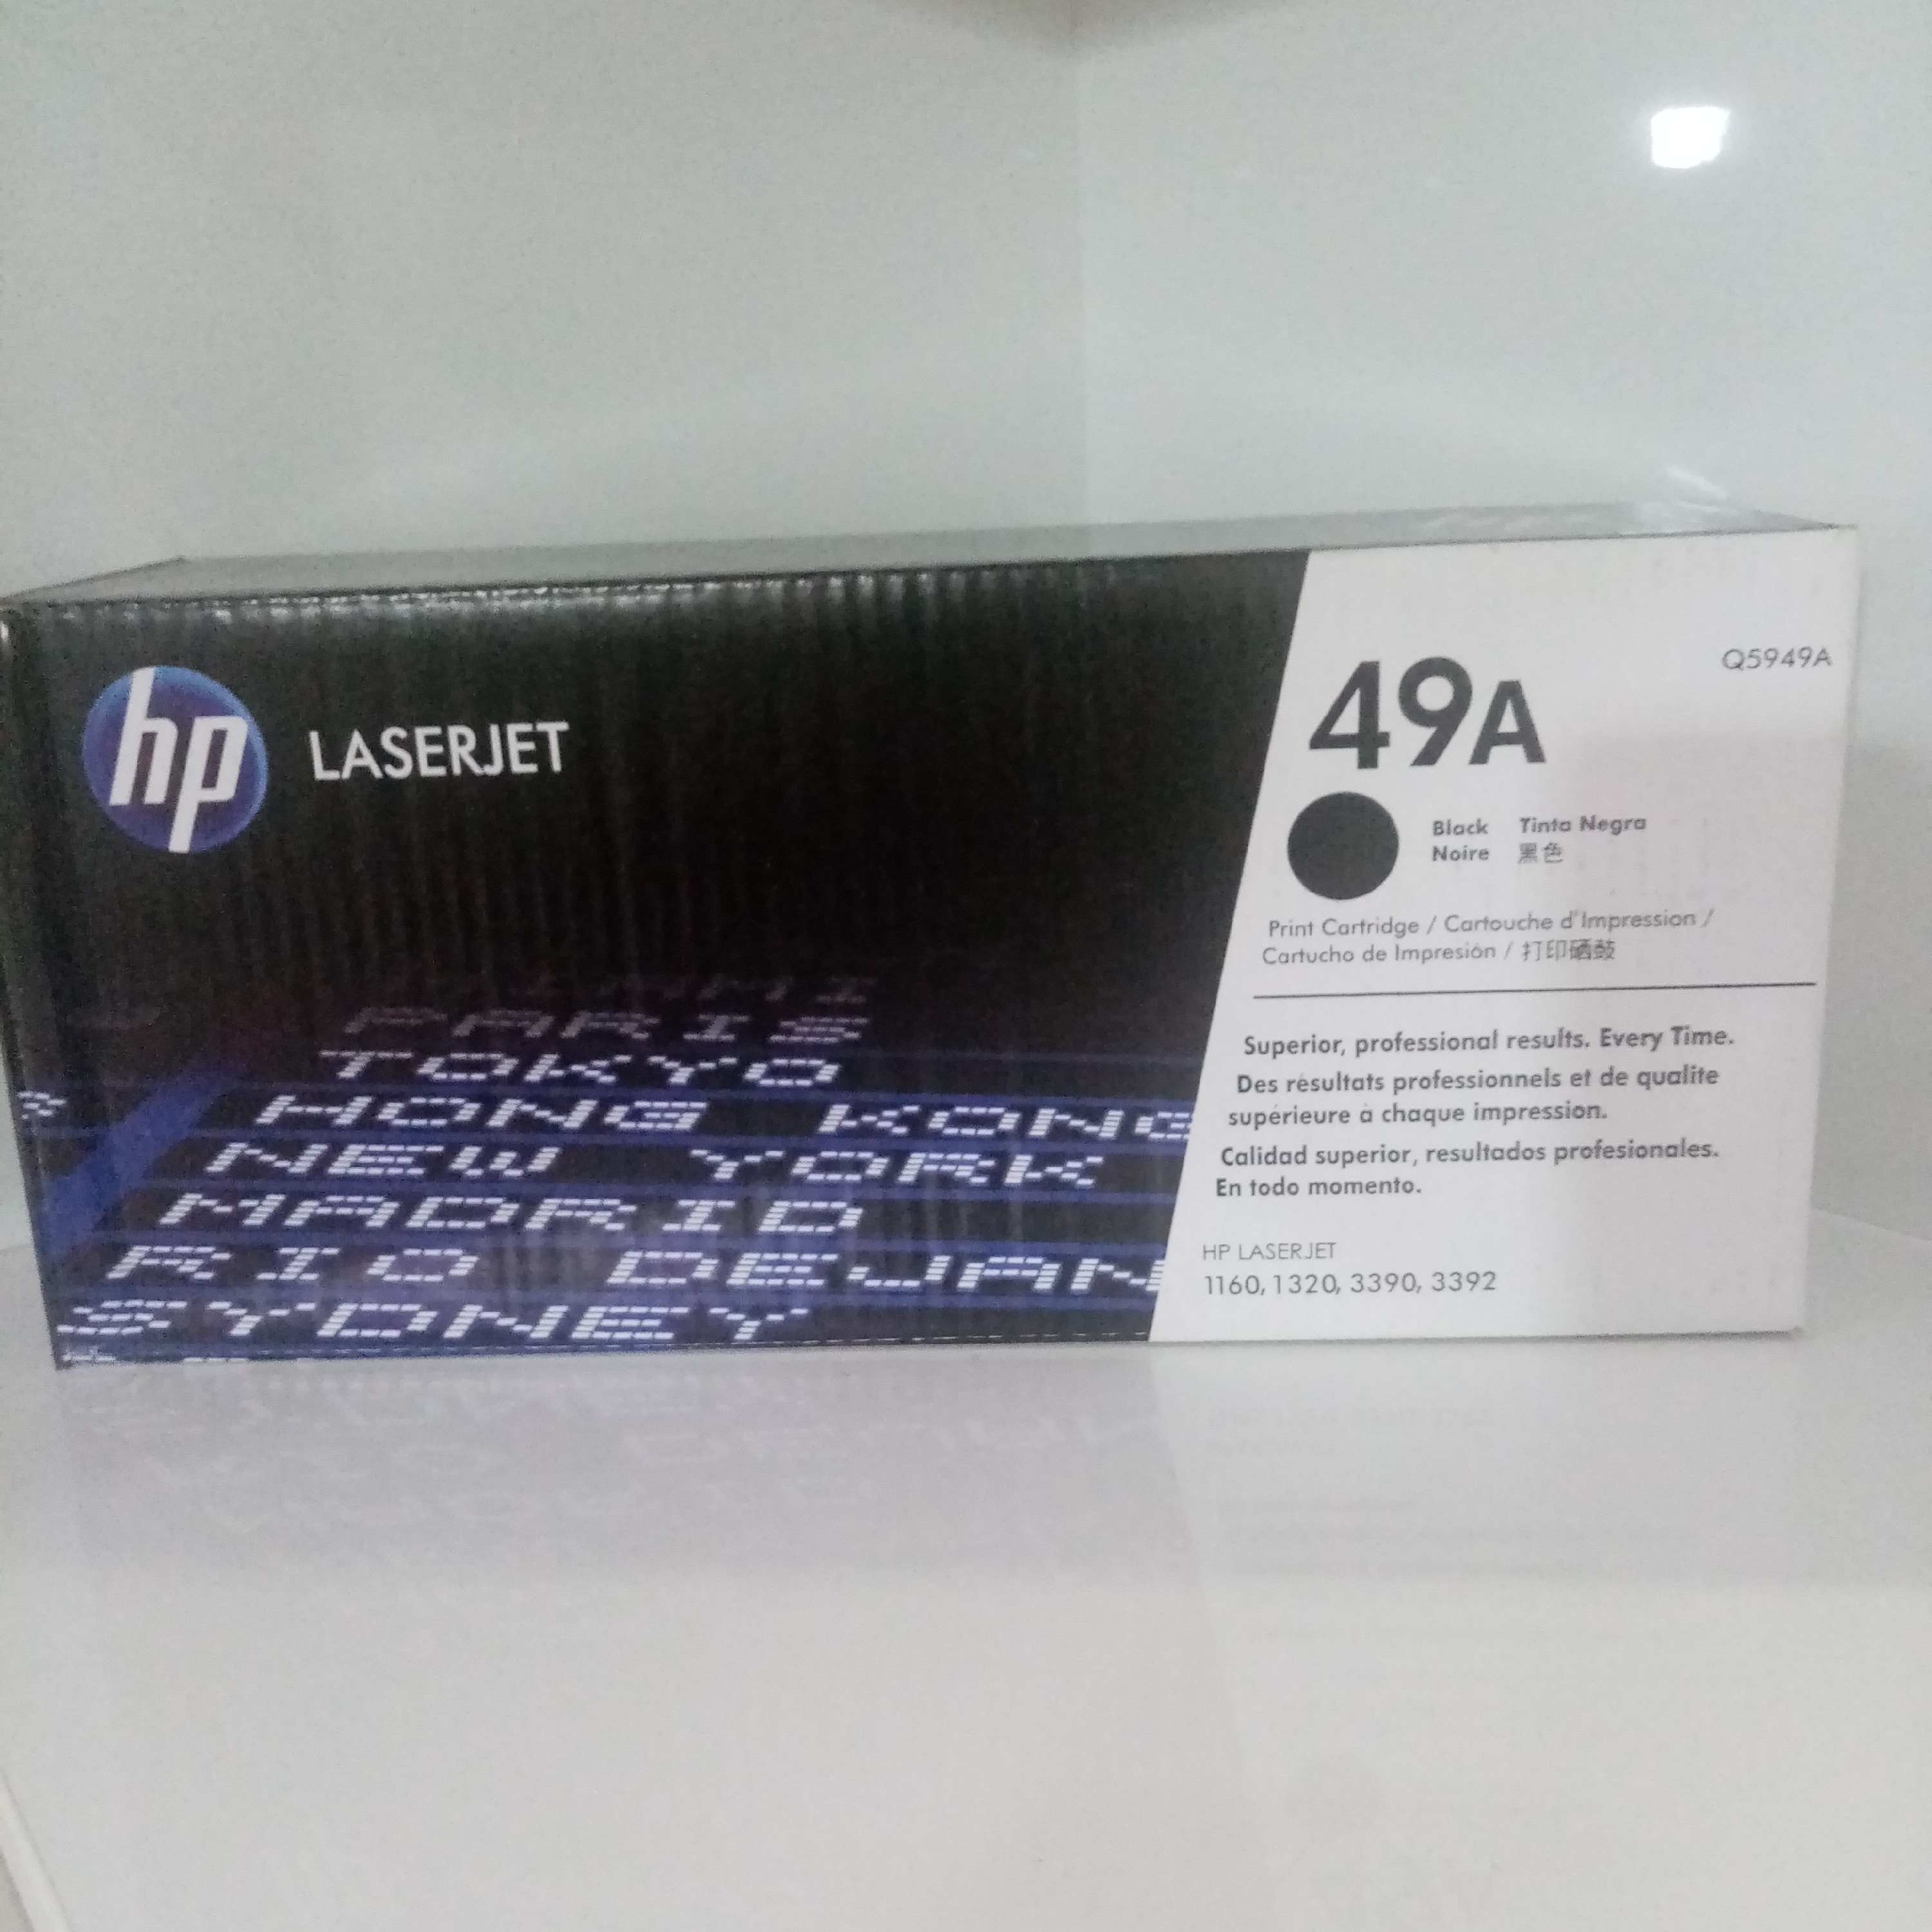 hp LASERJET
PARIS
TOKYO
HONG KONG
NEW YORK
MADRID
RIO DEJAN
SYDNEY
Q5949A
49A
Black Tinta Negra
Noire 黑色
Print Cartridge / Cartouche d'Impression /
Cartucho de Impresión / 打印硒鼓
Superior, professional results. Every Time.
Des résultats professionnels et de qualite
supérieure à chaque impression.
Calidad superior, resultados profesionales.
En todo momento.
HP LASERJET
1160, 1320, 3390, 3392